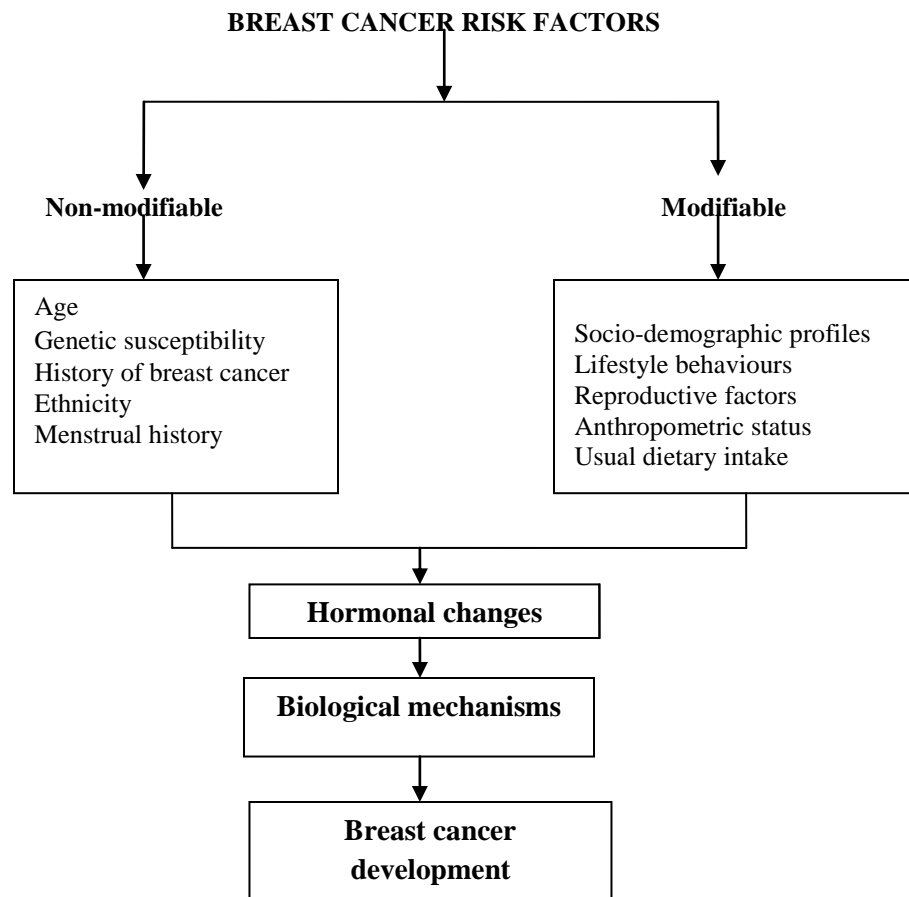 BREAST CANCER RISK FACTORS
Non-modifiable
Modifiable
Age
Genetic susceptibility
History of breast cancer
Ethnicity
Menstrual history
Socio-demographic profiles
Lifestyle behaviours
Reproductive factors
Anthropometric status
Usual dietary intake
Hormonal changes
Biological mechanisms
Breast cancer
development